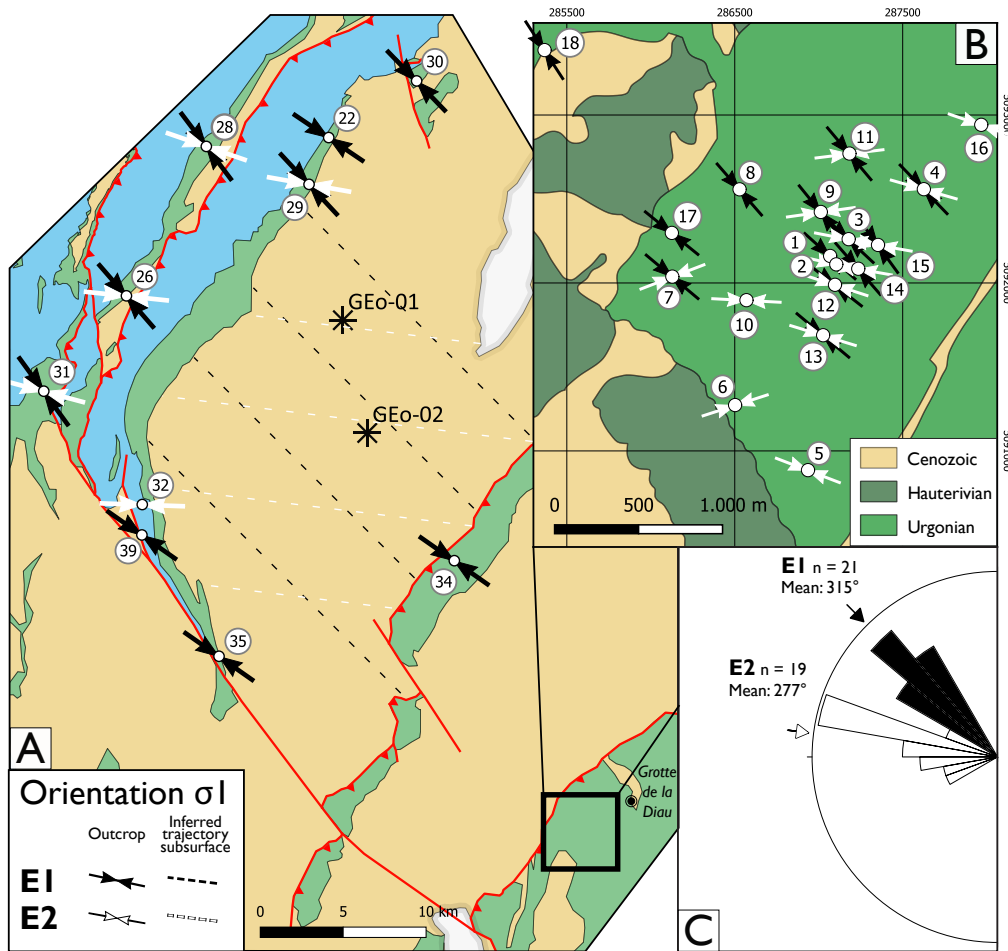 30
28
22
29
26
GEo-01
31
GEo-02
32
39
34
35
A
Grotte
de la
Diau
Orientation σ1
Outcrop
Inferred
trajectory
subsurface
E1
E2
0 5 10 km
285500 286500 287500
B
18
11
16
8
4
9
17
3
1
2
15
7
14
12
10
13
6
5
3093000
3092000
3091000
0 500 1.000 m
Cenozoic
Hauterivian
Urgonian
E1 n = 21
Mean: 315°
E2 n = 19
Mean: 277°
C